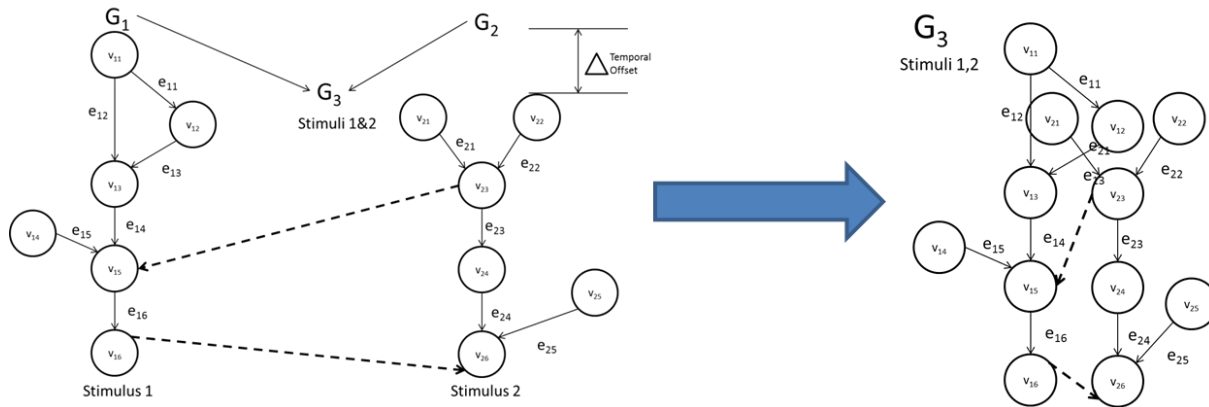 G1
G2
Temporal
Offset
Δ
G3
Stimuli 1&2
v11
e11
e12
v12
e13
v13
v14
e15
e14
v15
e16
v16
Stimulus 1
v21
v22
e21
e22
v23
e23
v24
v25
e24
e25
v26
Stimulus 2
G3
Stimuli 1,2
v11
e11
e12
v21
v12
v22
e21
e22
e13
v13
v23
v14
e15
e14
e23
v15
v24
v25
e16
e24
e25
v16
v26